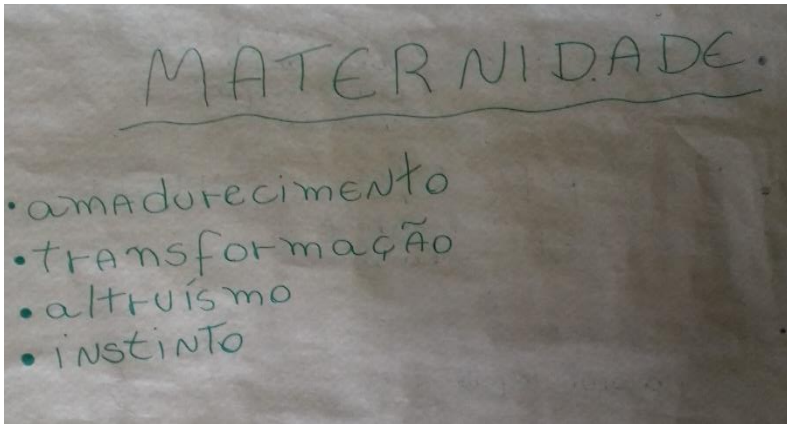 MATERNIDADE.
• amadurecimento
• transformação
• altruísmo
• instinto